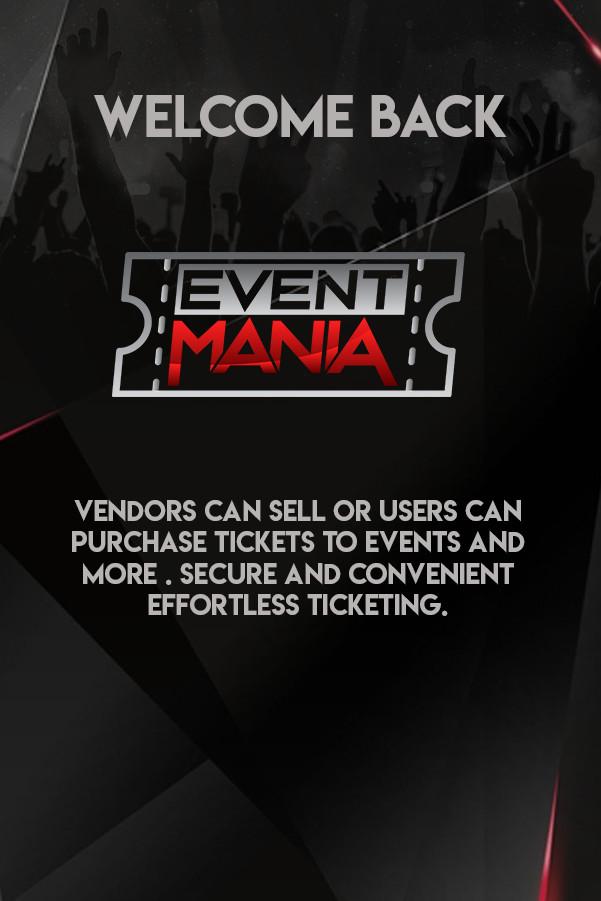 WELCOME BACK
EVENT
MANIA
VENDORS CAN SELL OR USERS CAN
PURCHASE TICKETS TO EVENTS AND
MORE . SECURE AND CONVENIENT
EFFORTLESS TICKETING.